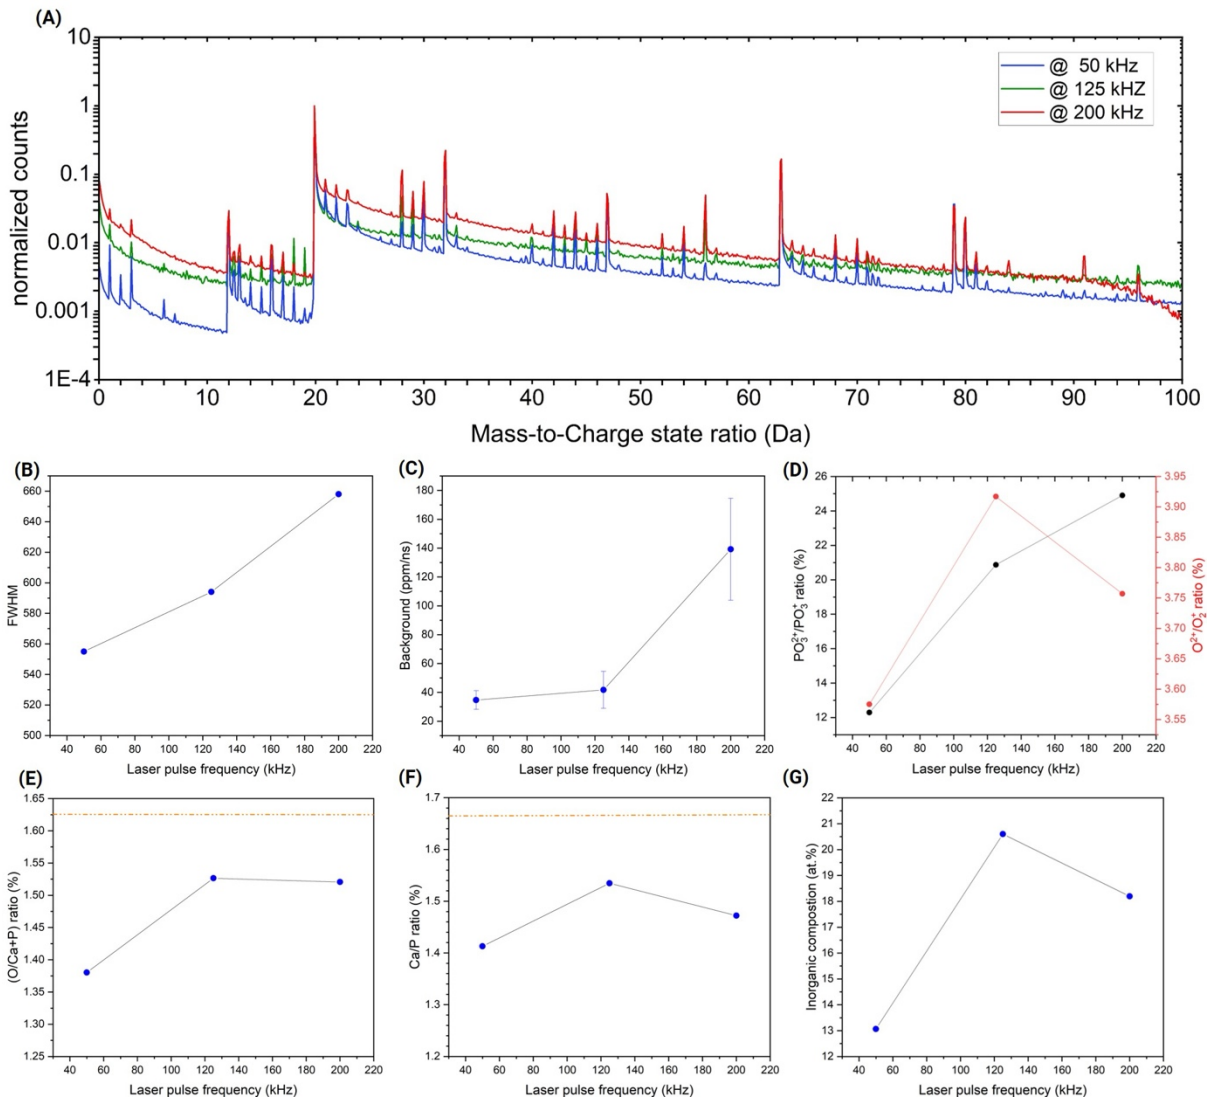 (A)
10
1
0.1
0.01
0.001
1E-4
normalized counts
@ 50 kHz
@ 125 kHZ
@ 200 kHz
0 10 20 30 40 50 60 70 80 90 100
Mass-to-Charge state ratio (Da)
(B)
660
640
620
600
580
560
540
520
500
FWHM
40 60 80 100 120 140 160 180 200 220
Laser pulse frequency (kHz)
(C)
180
160
140
120
100
80
60
40
20
Background (ppm/ns)
40 60 80 100 120 140 160 180 200 220
Laser pulse frequency (kHz)
(D)
26
24
22
20
18
16
14
12
PO₃²⁺/PO₃⁺ ratio (%)
3.95
3.90
3.85
3.80
3.75
3.70
3.65
3.60
3.55
O²⁺/O₂⁺ ratio (%)
40 60 80 100 120 140 160 180 200 220
Laser pulse frequency (kHz)
(E)
1.65
1.60
1.55
1.50
1.45
1.40
1.35
1.30
1.25
(O/Ca+P) ratio (%)
40 60 80 100 120 140 160 180 200 220
Laser pulse frequency (kHz)
(F)
1.7
1.6
1.5
1.4
1.3
1.2
Ca/P ratio (%)
40 60 80 100 120 140 160 180 200 220
Laser pulse frequency (kHz)
(G)
22
21
20
19
18
17
16
15
14
13
12
Inorganic compostion (at.%)
40 60 80 100 120 140 160 180 200 220
Laser pulse frequency (kHz)